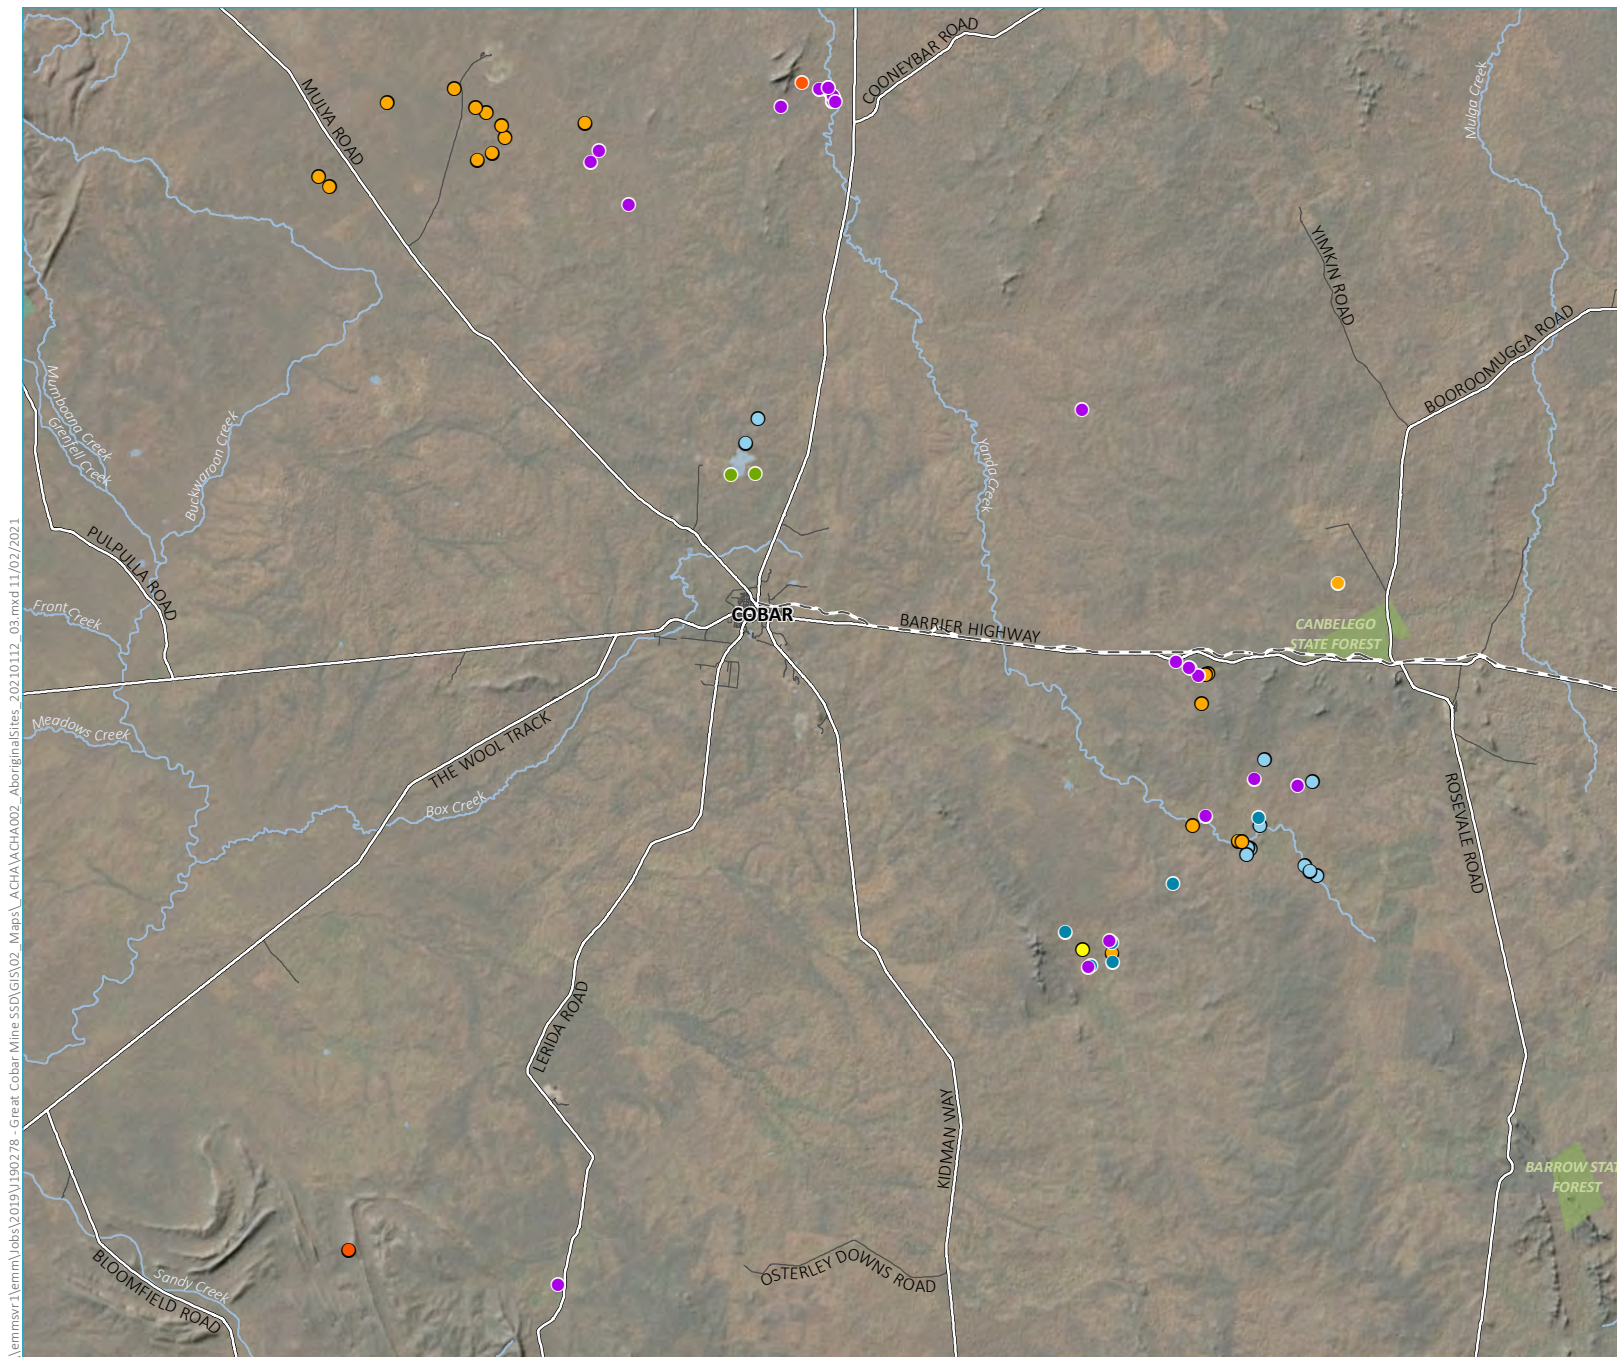 COONEYBAR ROAD
Mulga Creek
MULYA ROAD
YIMKIN ROAD
BOOROOMUGGA ROAD
Mumboana Creek
Grenfell Creek
Buckwaroon Creek
Yanda Creek
PULPULLA ROAD
Front Creek
COBAR
BARRIER HIGHWAY
CANBELEGO
STATE FOREST
Meadows Creek
THE WOOL TRACK
Box Creek
ROSEVALE ROAD
LERIDA ROAD
KIDMAN WAY
BARROW STAT
FOREST
OSTERLEY DOWNS ROAD
BLOOMFIELD ROAD
Sandy Creek
\emmsvr1\emm\Jobs\2019\J190278 - Great Cobar Mine SSD\GIS\02_Maps\_ACHA\ACHA002_AboriginalSites_20210112_03.mxd 11/02/2021